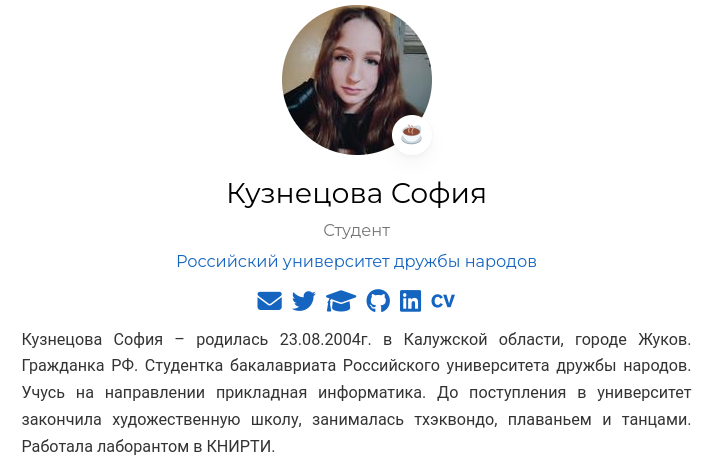 Кузнецова София
Студент
Российский университет дружбы народов
CV
Кузнецова София – родилась 23.08.2004г. в Калужской области, городе Жуков.
Гражданка РФ. Студентка бакалавриата Российского университета дружбы народов.
Учусь на направлении прикладная информатика. До поступления в университет
закончила художественную школу, занималась тхэквондо, плаваньем и танцами.
Работала лаборантом в КНИРТИ.